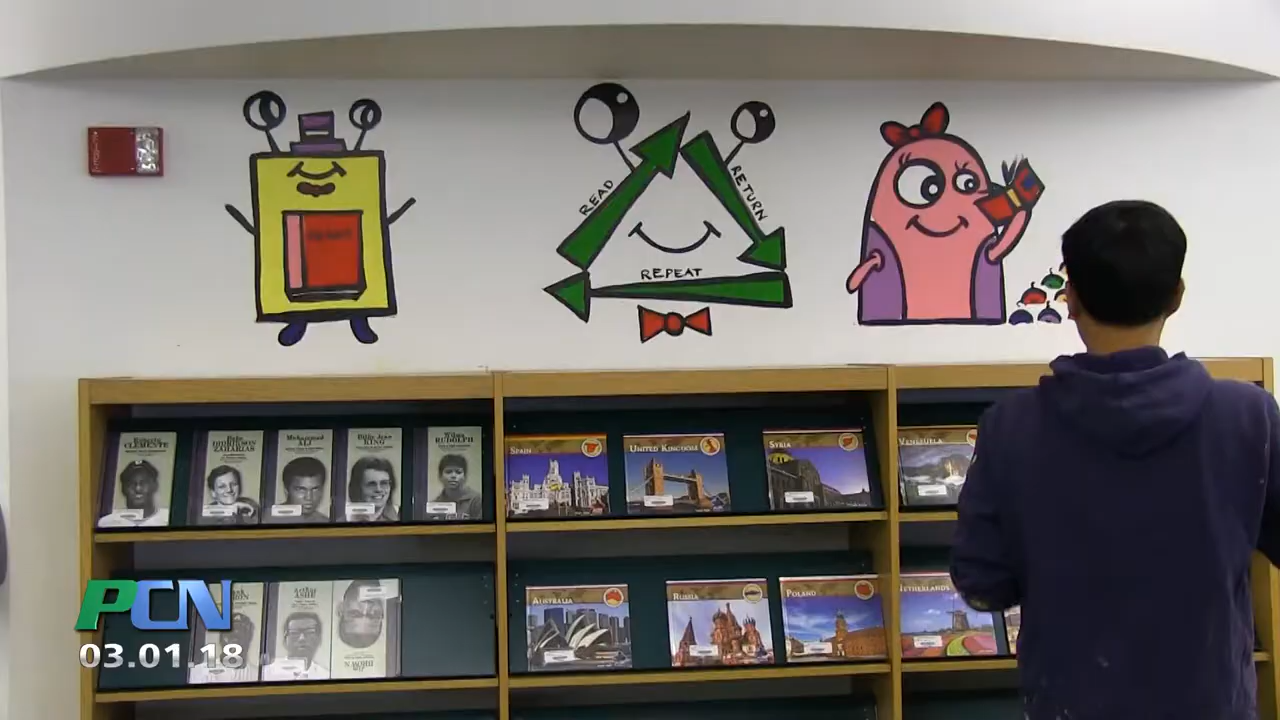 READ
RETURN
REPEAT
Roberto
CLEMENTE
Babe
DIDRIKSON
ZAHARIAS
Muhammad
ALI
Billie Jean
KING
Wilma
RUDOLPH
SPAIN
UNITED KINGDOM
SYRIA
VENEZUELA
ASHE
AUSTRALIA
RUSSIA
POLAND
NETHERLANDS
PCN
03.01.18